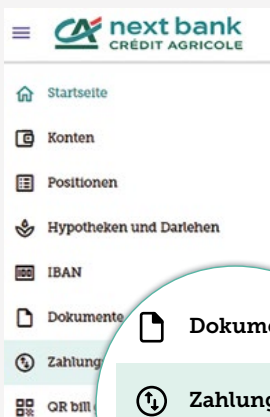 next bank
CRÉDIT AGRICOLE
Startseite
Konten
Positionen
Hypotheken und Darlehen
IBAN
Dokumente
Zahlung
QR bill
Dokume
Zahlung